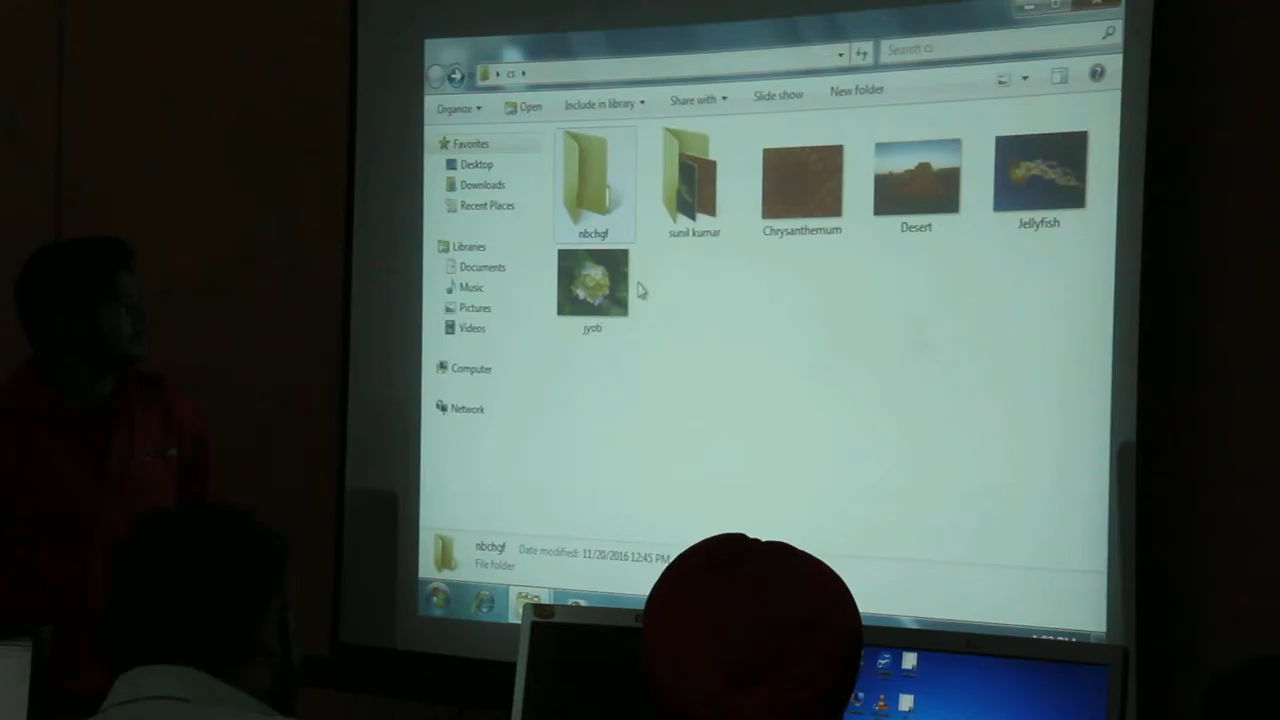 cs
Search cs
Organize
Open
Include in library
Share with
Slide show
New folder
Favorites
Desktop
Downloads
Recent Places
Libraries
Documents
Music
Pictures
Videos
Computer
Network
nbchgf
sunil kumar
Chrysanthemum
Desert
Jellyfish
jyoti
nbchgf Date modified: 11/20/2016 12:45 PM
File folder